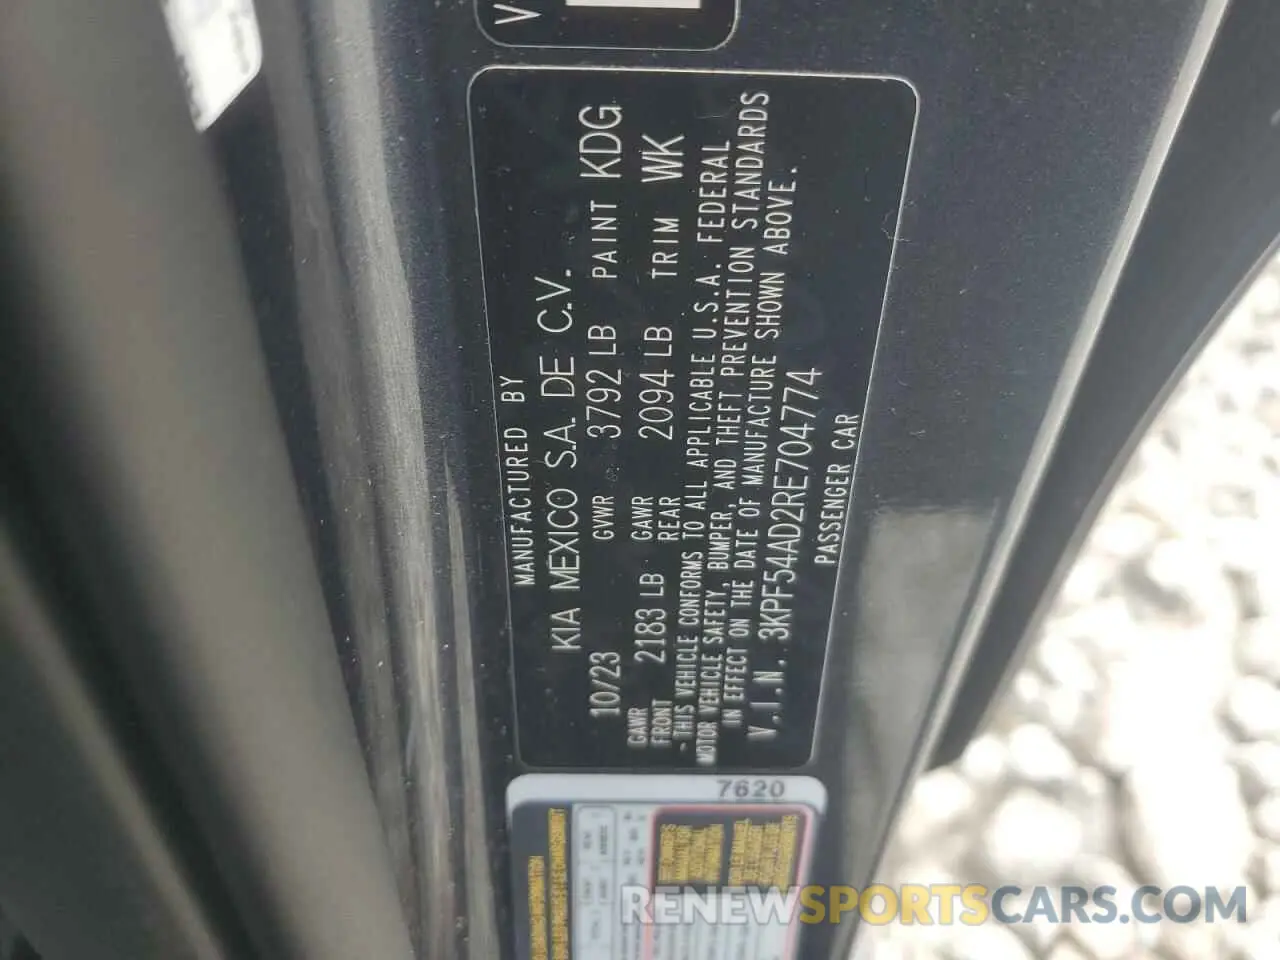 V
MANUFACTURED BY
KIA MEXICO S.A. DE C.V.
10/23 GVWR 3792 LB PAINT KDG
GAWR FRONT 2183 LB GAWR REAR 2094 LB TRIM WK
- THIS VEHICLE CONFORMS TO ALL APPLICABLE U.S.A. FEDERAL
MOTOR VEHICLE SAFETY, BUMPER, AND THEFT PREVENTION STANDARDS
IN EFFECT ON THE DATE OF MANUFACTURE SHOWN ABOVE.
V.I.N. 3KPF54AD2RE704774
PASSENGER CAR
7620
RENEWSPORTSCARS.COM